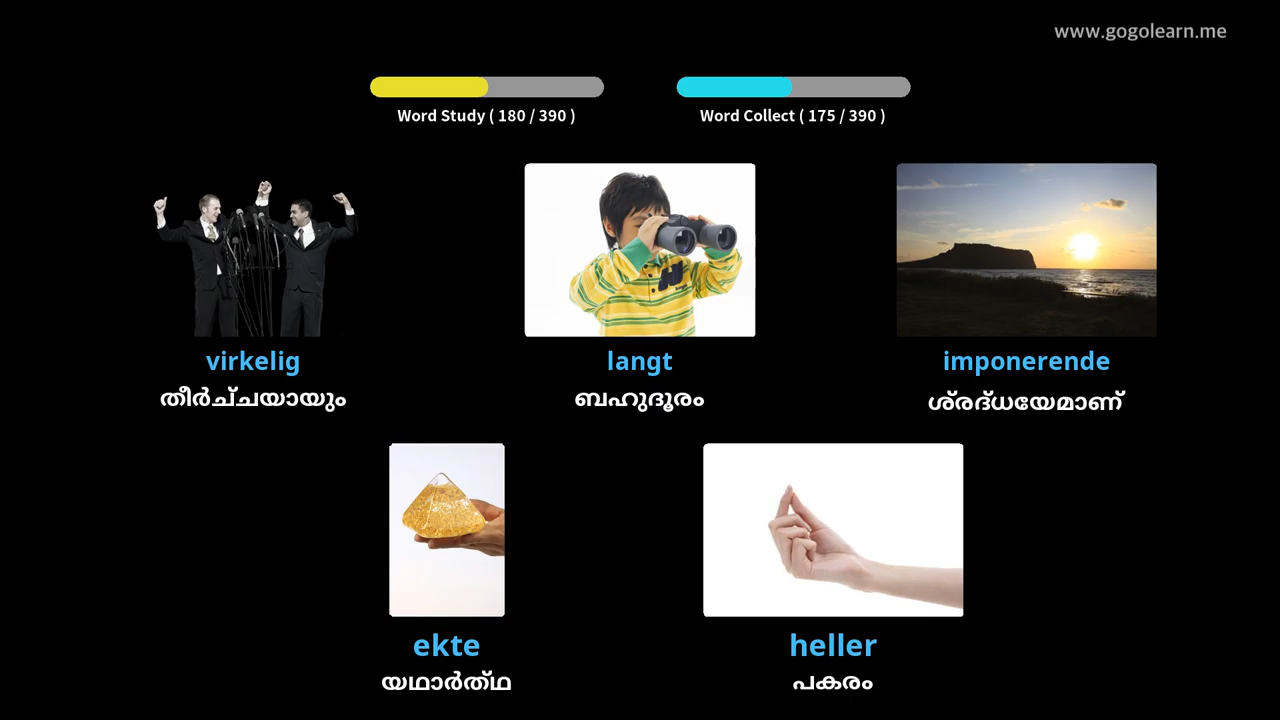 www.gogolearn.me
Word Study ( 180 / 390 )
Word Collect ( 175 / 390 )
virkelig
തീർച്ചയായും
langt
ബഹുദൂരം
imponerende
ശ്രദ്ധയേമാണ്
ekte
യഥാർത്ഥ
heller
പകരം